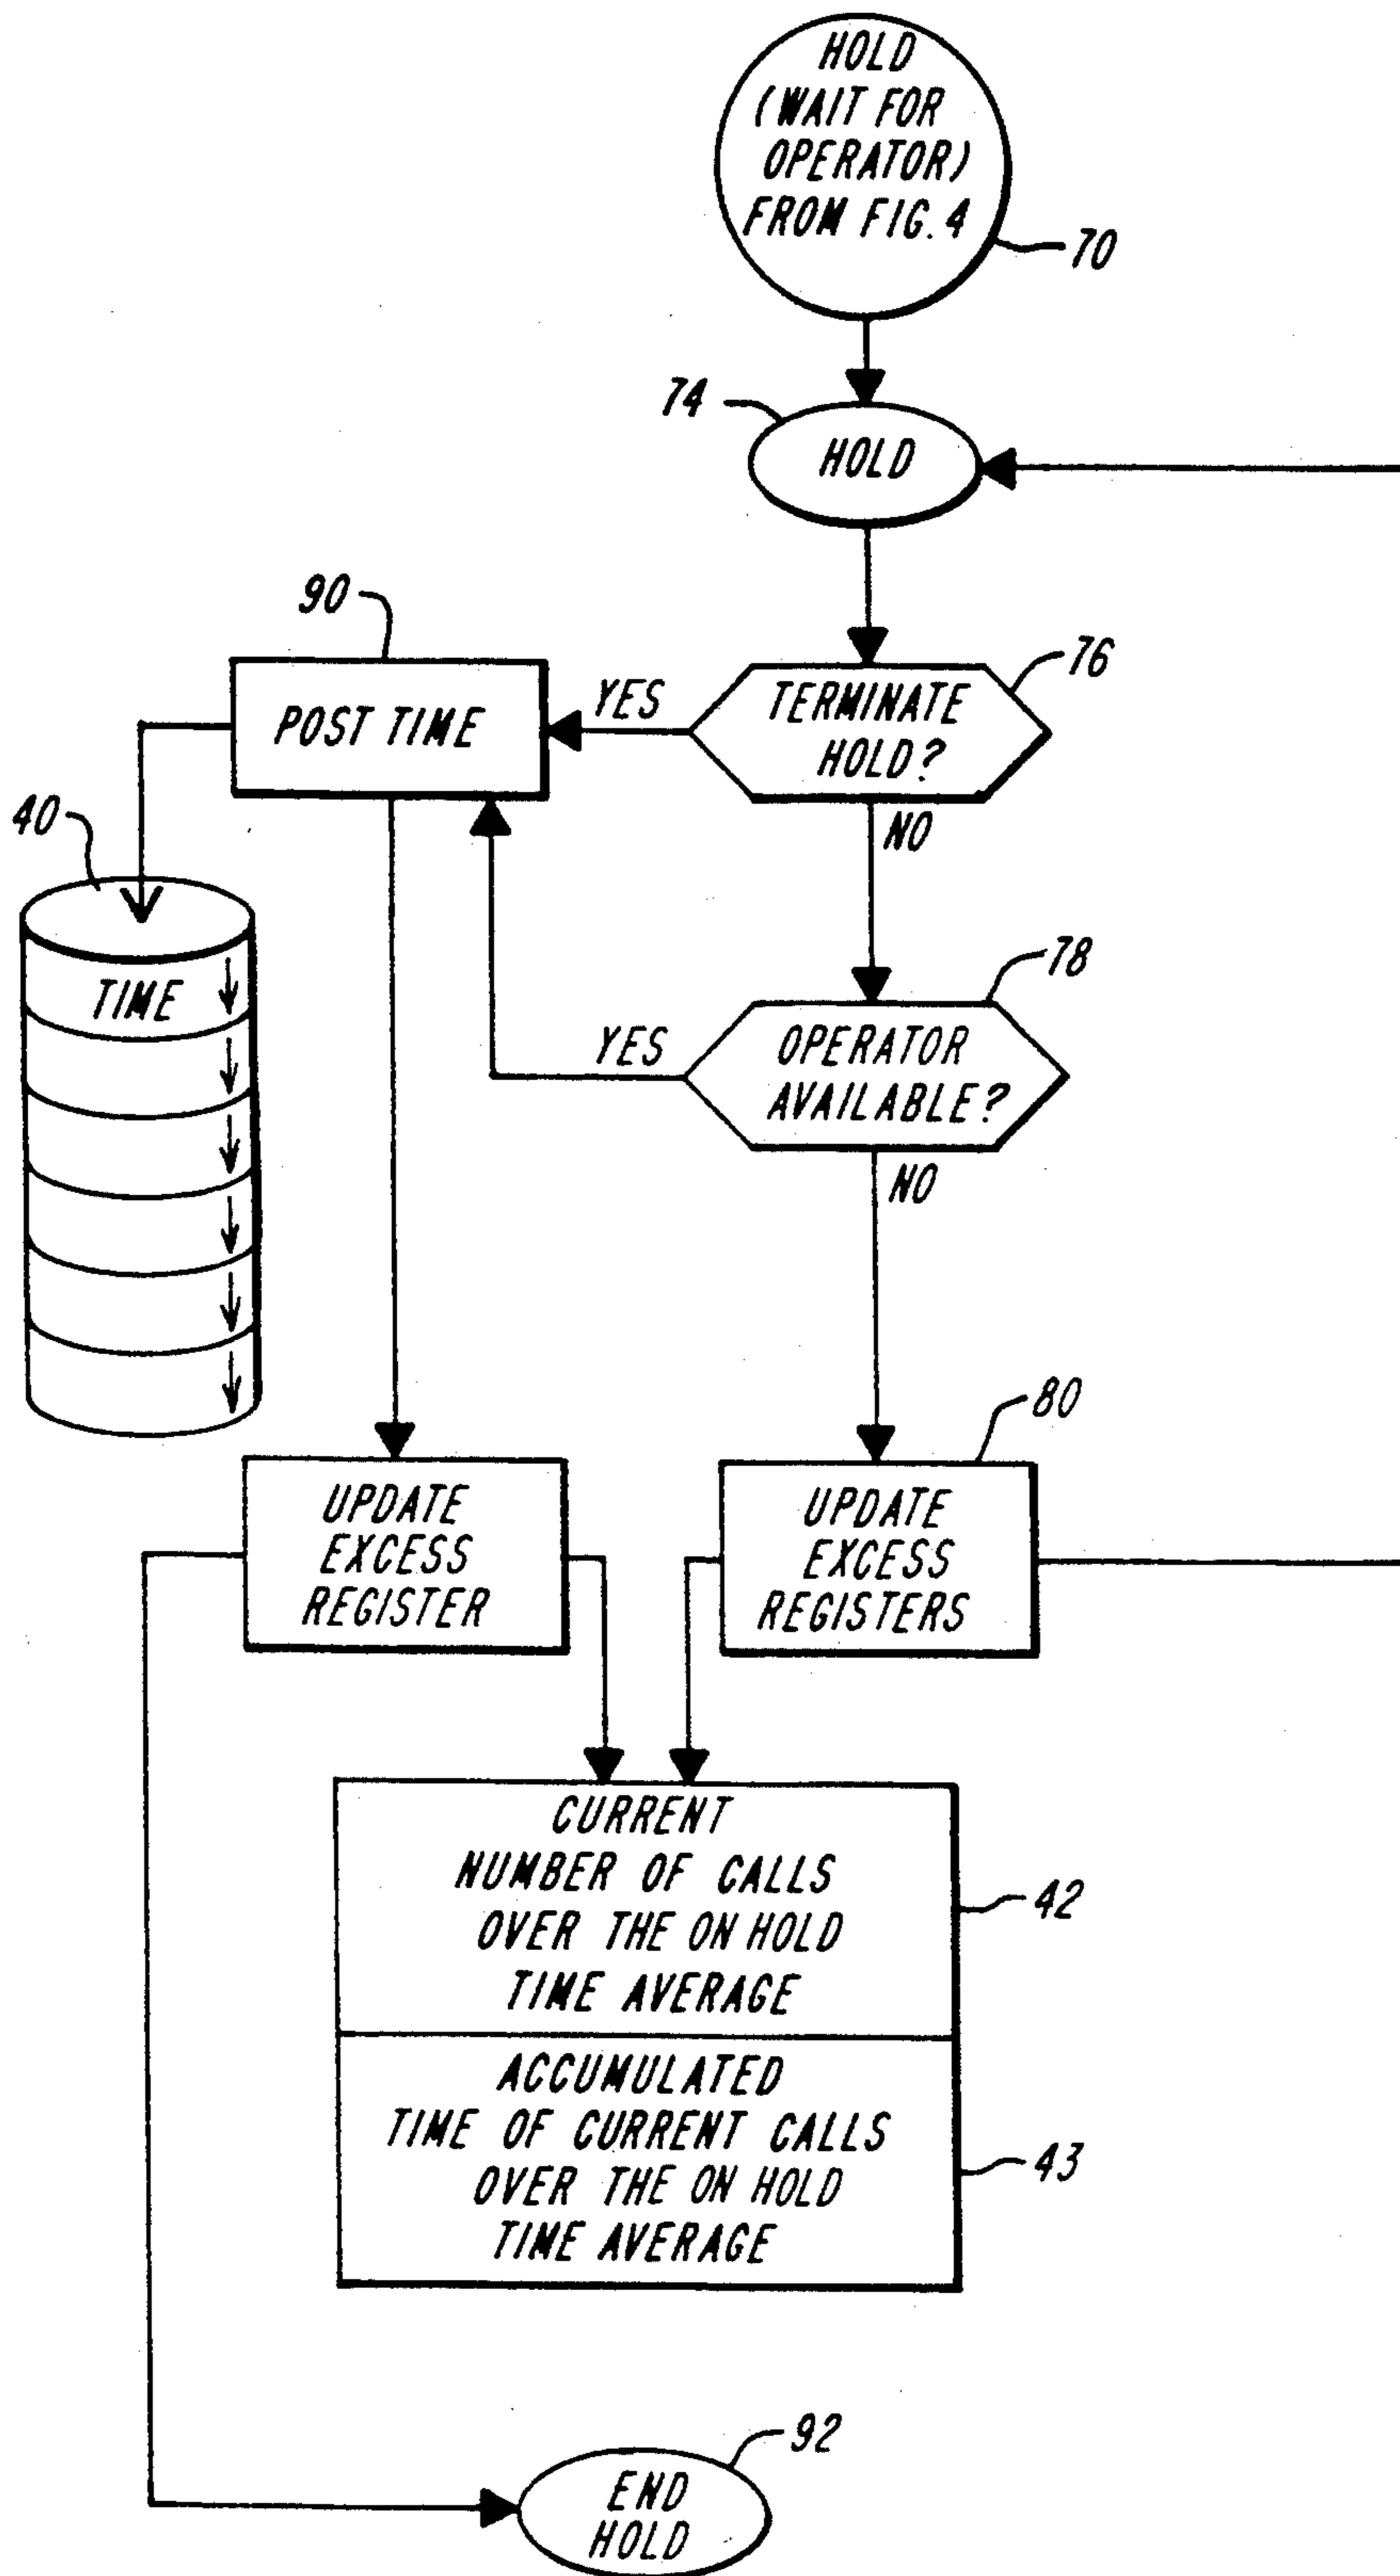 HOLD
(WAIT FOR
OPERATOR)
FROM FIG. 4
70
74
HOLD
90
76
POST TIME
YES
TERMINATE
HOLD?
40
NO
78
TIME
YES
OPERATOR
AVAILABLE?
NO
80
UPDATE
EXCESS
REGISTER
UPDATE
EXCESS
REGISTERS
CURRENT
NUMBER OF CALLS
OVER THE ON HOLD
TIME AVERAGE
42
ACCUMULATED
TIME OF CURRENT CALLS
OVER THE ON HOLD
TIME AVERAGE
43
92
END
HOLD